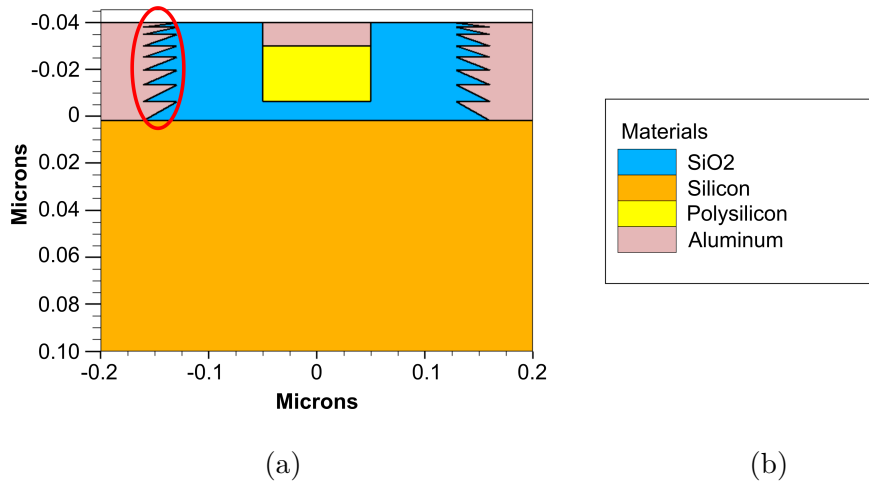 -0.04
-0.02
0
0.02
0.04
0.06
0.08
0.10
Microns
-0.2
-0.1
0
0.1
0.2
Microns
(a)
Materials
SiO2
Silicon
Polysilicon
Aluminum
(b)